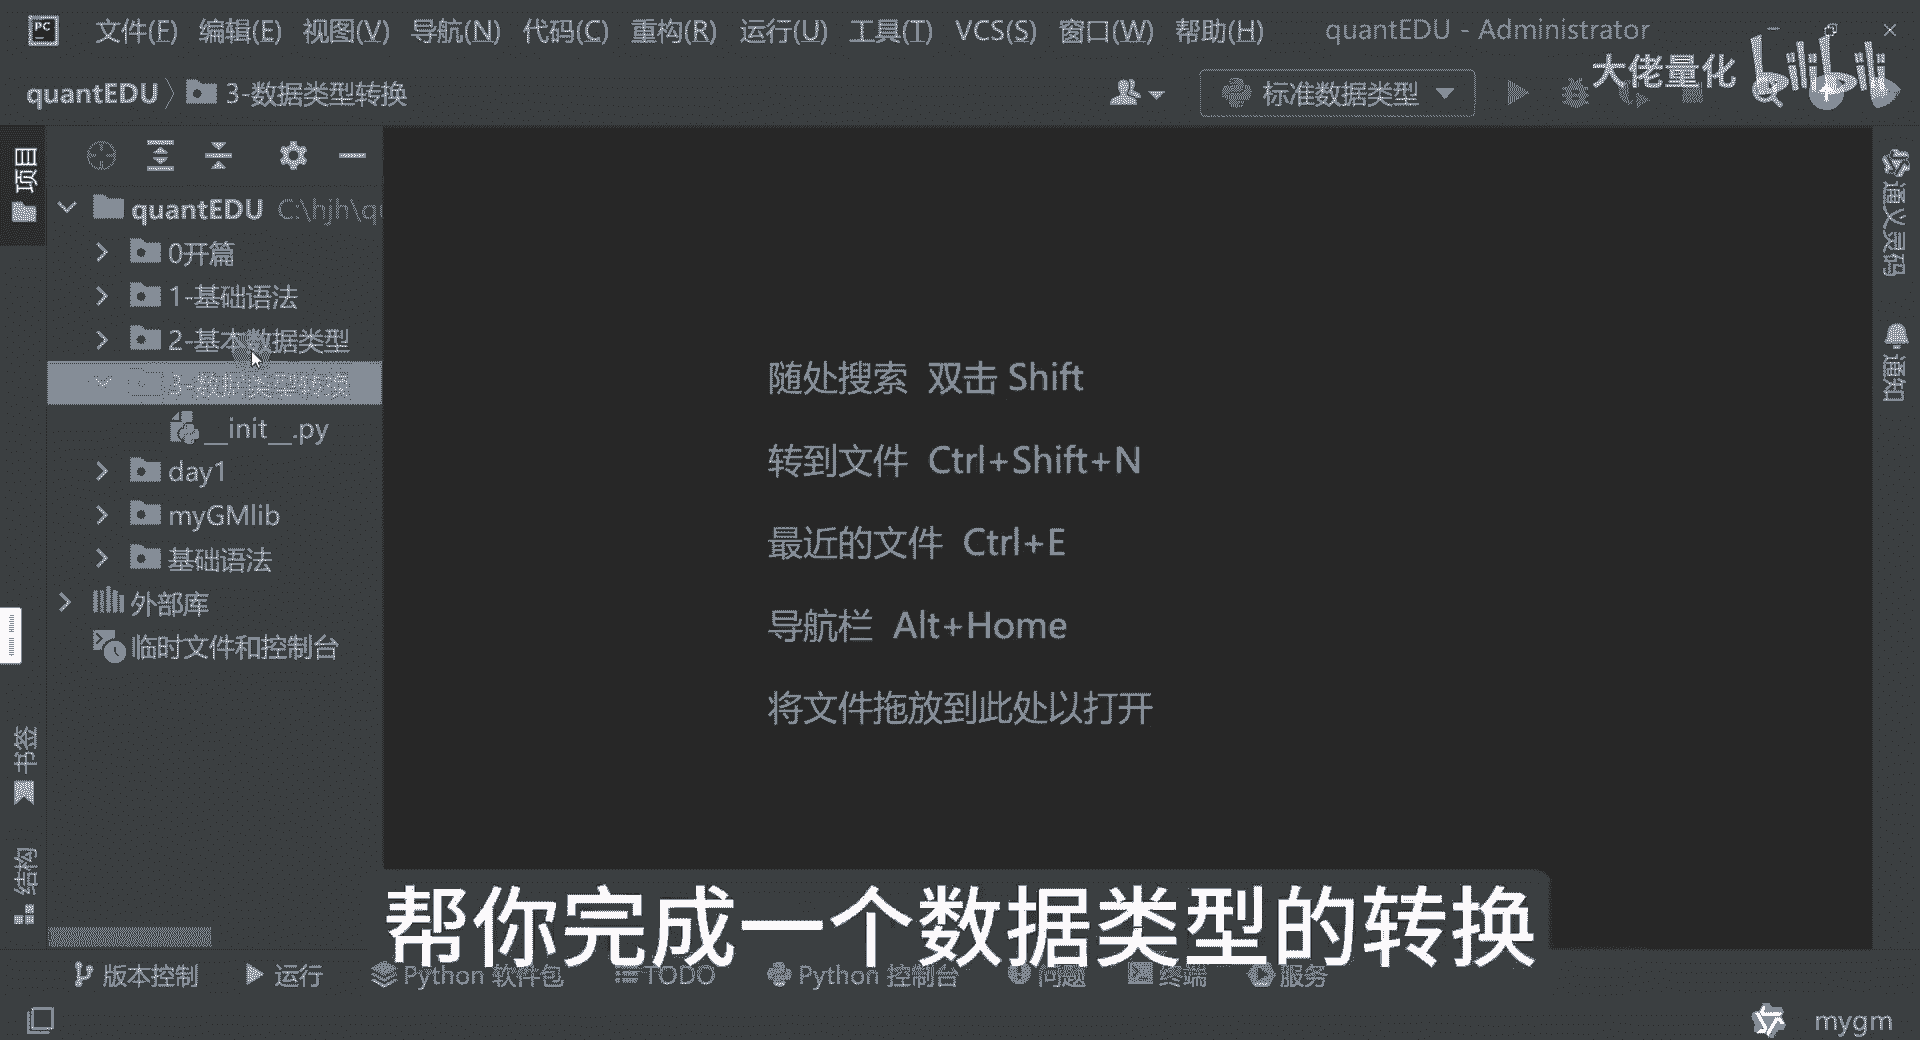 PC 文件(F) 编辑(E) 视图(V) 导航(N) 代码(C) 重构(R) 运行(U) 工具(T) VCS(S) 窗口(W) 帮助(H) quantEDU - Administrator
大佬量化 bilibili
quantEDU 3-数据类型转换 标准数据类型
项目
quantEDU C:\hjh\qu
0开篇
1-基础语法
2-基本数据类型
3-数据类型转换
__init__.py
day1
myGMlib
基础语法
外部库
临时文件和控制台
随处搜索 双击 Shift
转到文件 Ctrl+Shift+N
最近的文件 Ctrl+E
导航栏 Alt+Home
将文件拖放到此处以打开
通义灵码
通知
书签
结构
帮你完成一个数据类型的转换
版本控制 运行 Python 软件包 TODO Python 控制台 问题 终端 服务
mygm